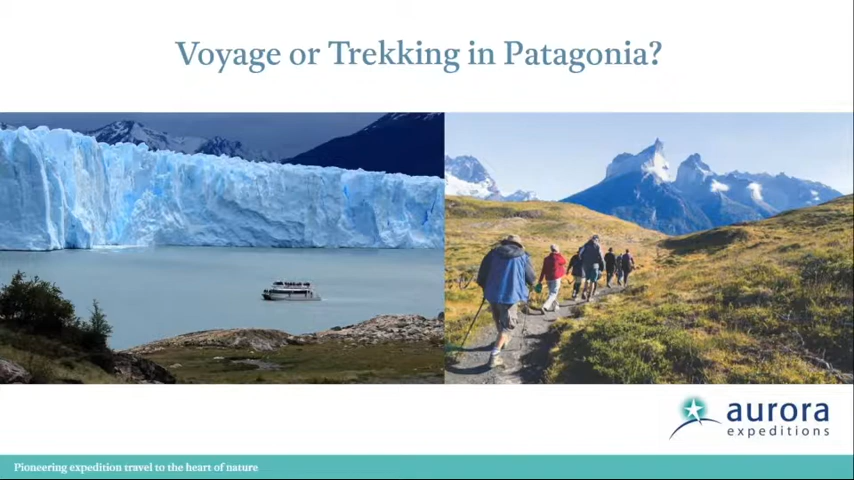 Voyage or Trekking in Patagonia?
aurora
expeditions
Pioneering expedition travel to the heart of nature